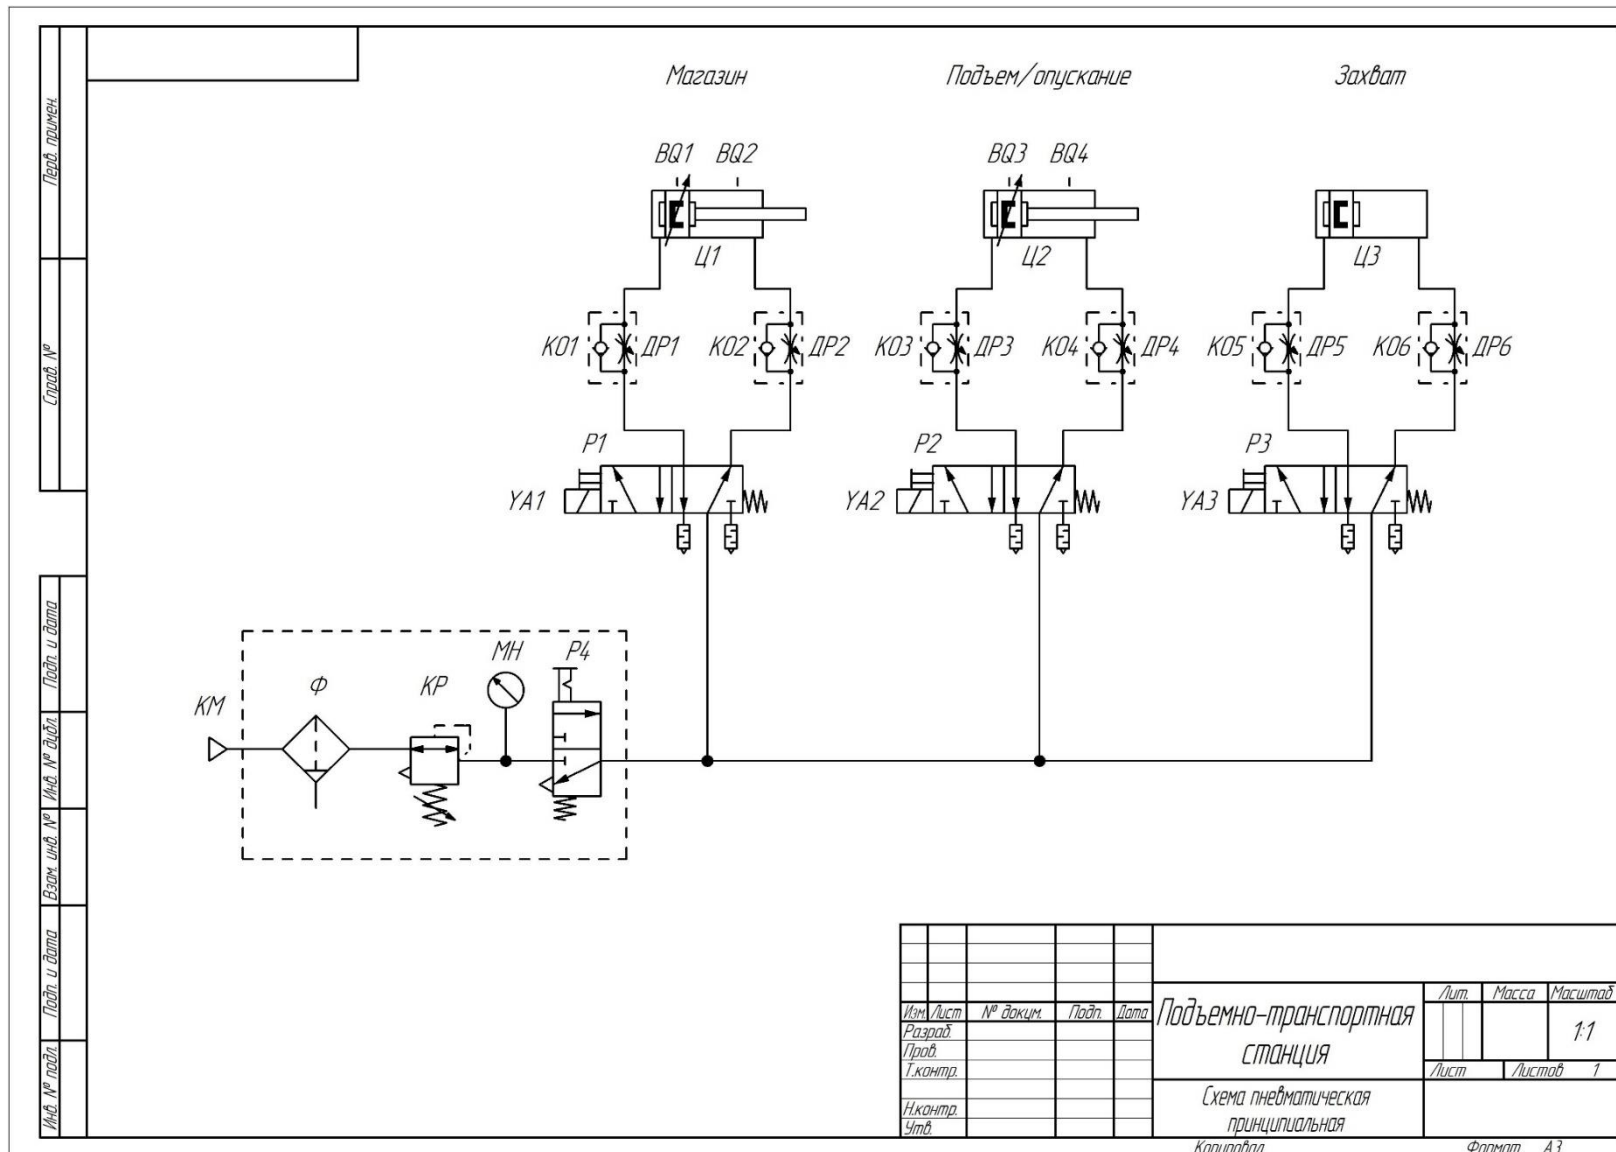 Магазин
Подъем/опускание
Захват
BQ1
BQ2
BQ3
BQ4
Ц1
Ц2
Ц3
КО1
ДР1
КО2
ДР2
КО3
ДР3
КО4
ДР4
КО5
ДР5
КО6
ДР6
Р1
Р2
Р3
YA1
YA2
YA3
МН
Р4
Ф
КР
КМ
Перв. примен.
Справ. №
Подп. и дата
Инв. № дубл.
Взам. инв. №
Подп. и дата
Инв. № подл.
Изм.
Лист
№ докум.
Подп.
Дата
Разраб.
Пров.
Т.контр.
Н.контр.
Утв.
Подъемно-транспортная
станция
Схема пневматическая
принципиальная
Лит.
Масса
Масштаб
1:1
Лист
Листов 1
Копировал
Формат А3